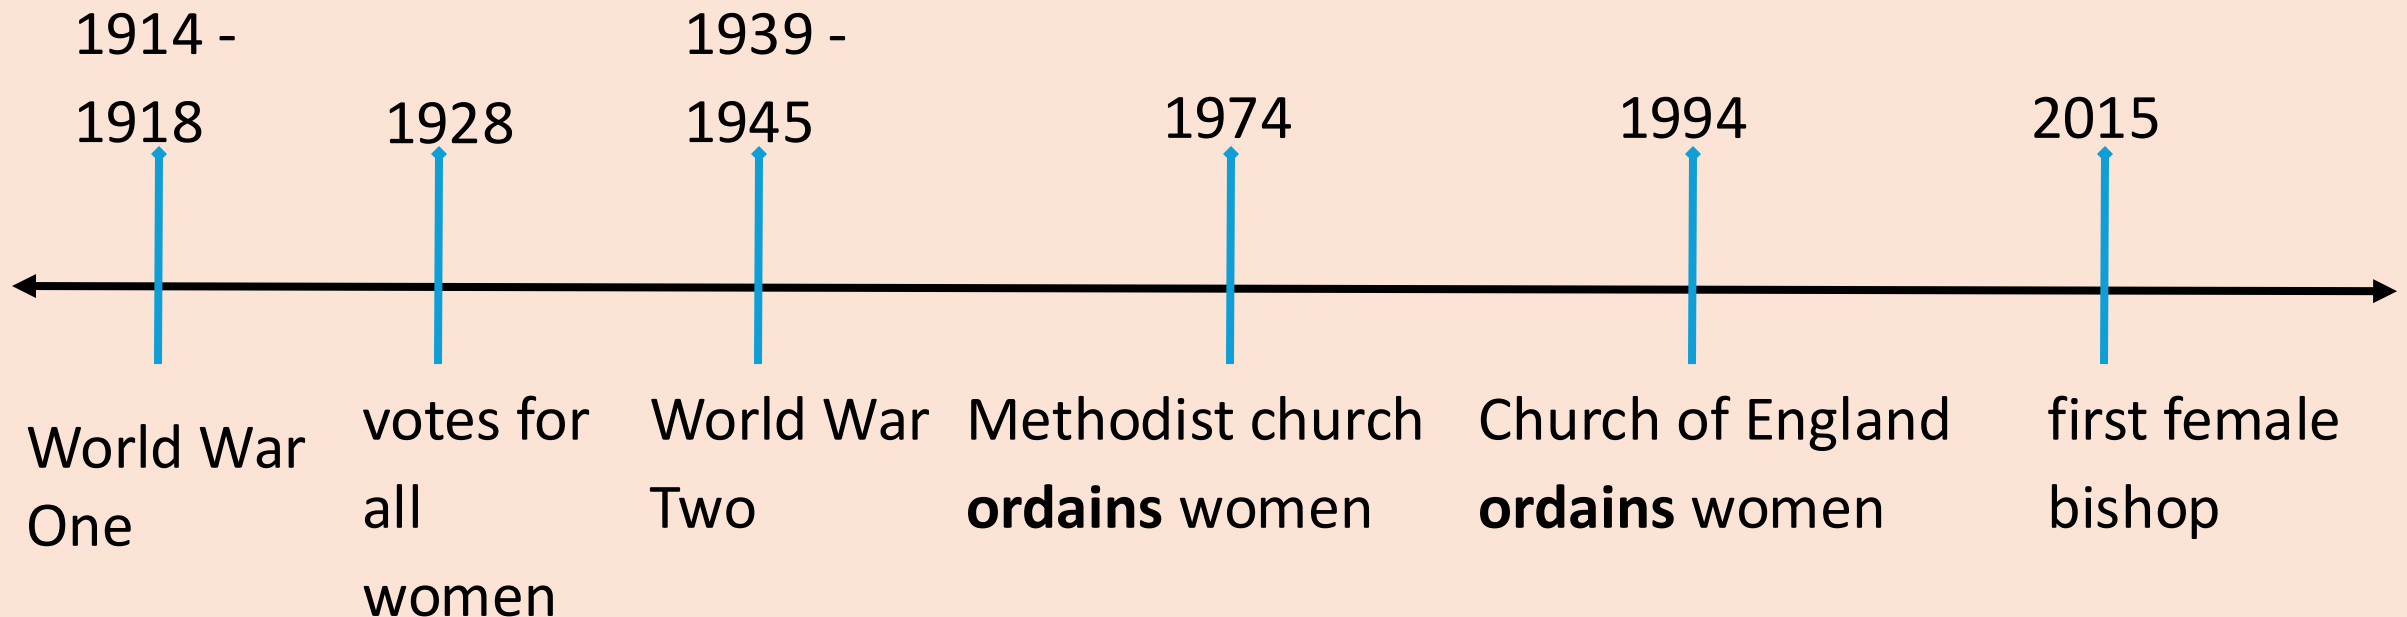 1914 -
1918
1928
1939 -
1945
1974
1994
2015
World War
One
votes for
all
women
World War
Two
Methodist church
ordains women
Church of England
ordains women
first female
bishop